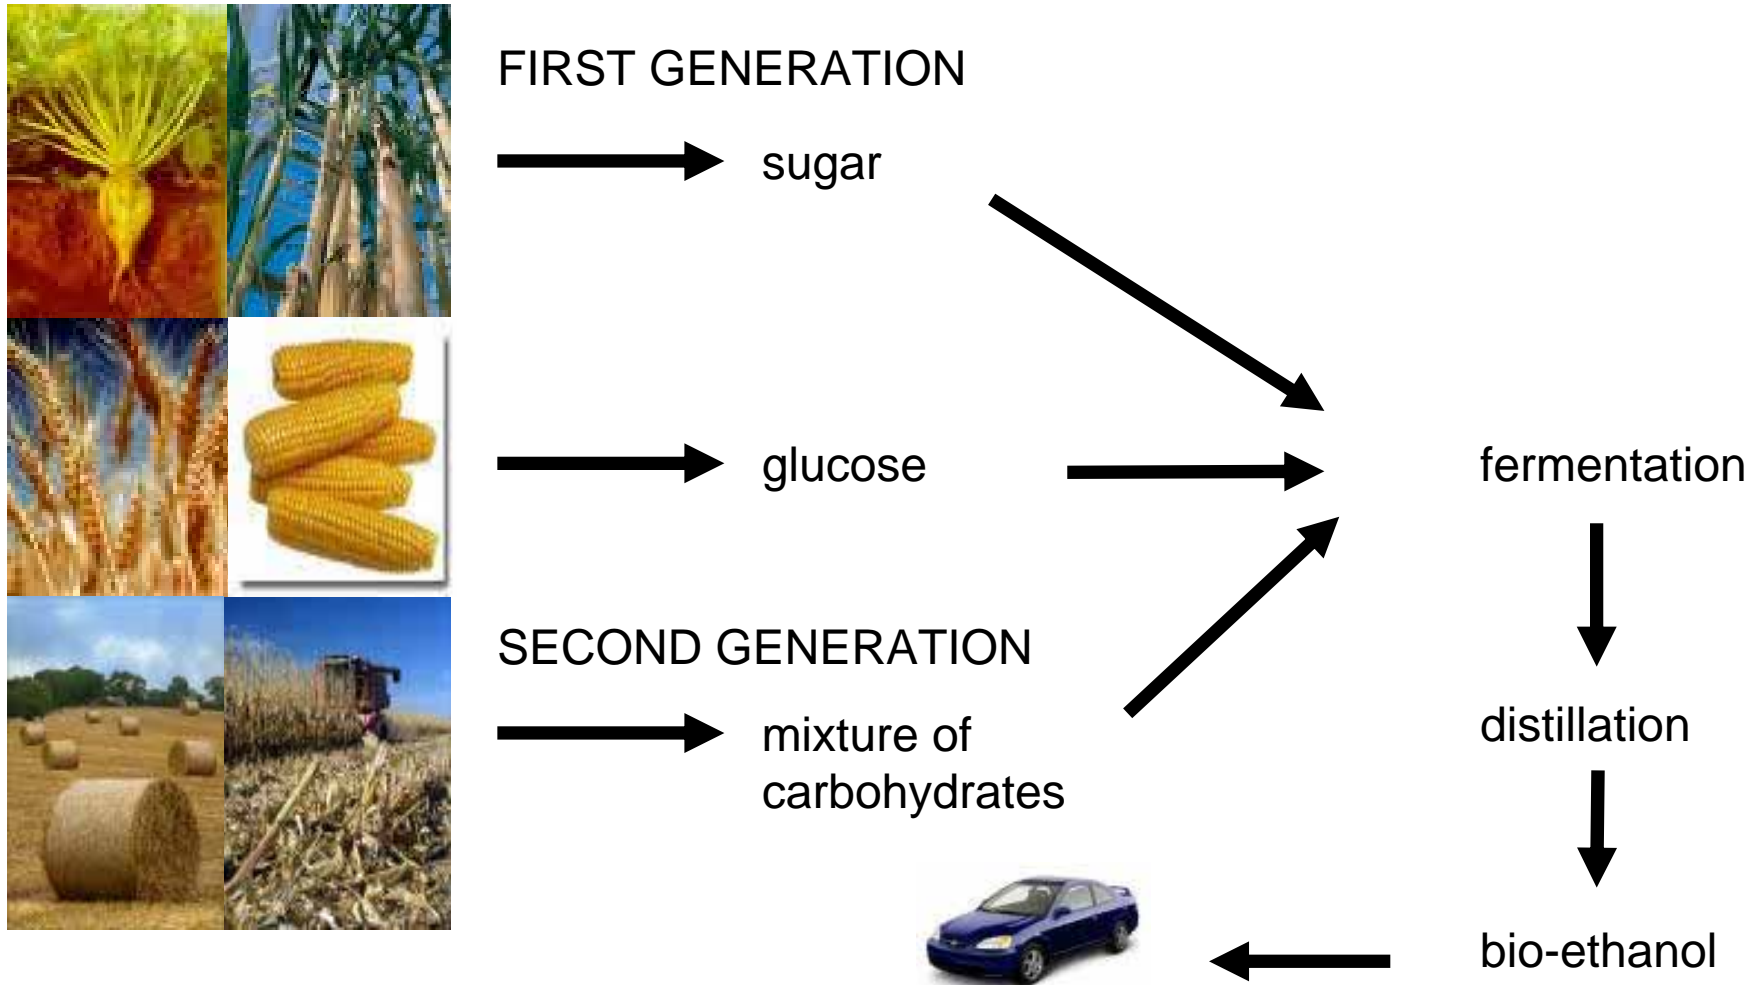 FIRST GENERATION
sugar
glucose
fermentation
SECOND GENERATION
mixture of
carbohydrates
distillation
bio-ethanol